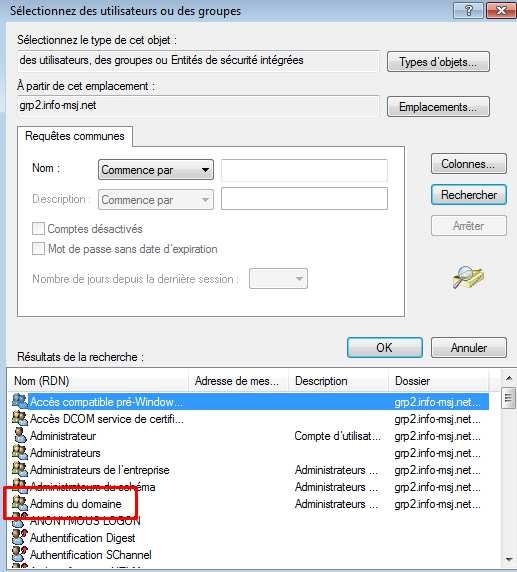 Sélectionnez des utilisateurs ou des groupes
Sélectionnez le type de cet objet :
des utilisateurs, des groupes ou Entités de sécurité intégrées
Types d'objets...
À partir de cet emplacement :
grp2.info-msj.net
Emplacements...
Requêtes communes
Nom :
Commence par
Colonnes...
Description :
Commence par
Rechercher
Comptes désactivés
Arrêter
Mot de passe sans date d'expiration
Nombre de jours depuis la dernière session :
OK
Annuler
Résultats de la recherche :
Nom (RDN) Adresse de mes... Description Dossier
Accès compatible pré-Window... grp2.info-msj.net...
Accès DCOM service de certifi... grp2.info-msj.net...
Administrateur Compte d'utilisat... grp2.info-msj.net...
Administrateurs grp2.info-msj.net...
Administrateurs de l'entreprise Administrateurs ... grp2.info-msj.net...
Administrateurs du schéma Administrateurs ... grp2.info-msj.net...
Admins du domaine Administrateurs ... grp2.info-msj.net...
ANONYMOUS LOGON
Authentification Digest
Authentification SChannel